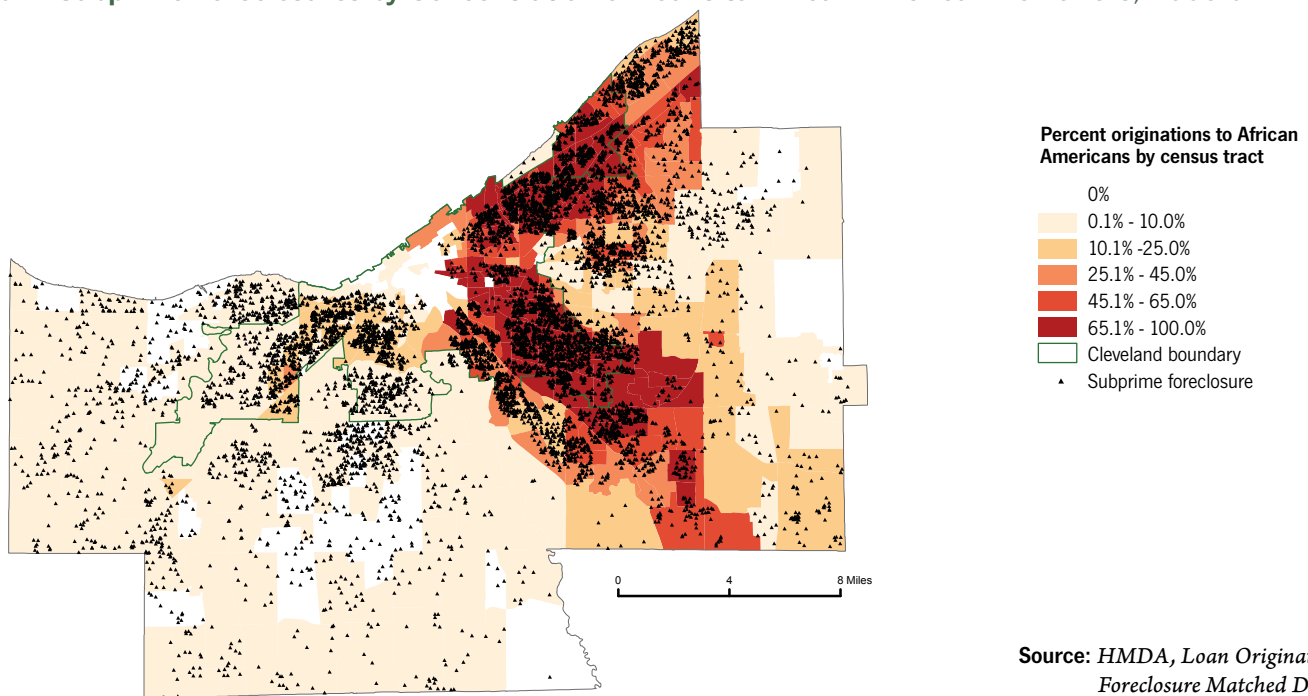 Percent originations to African
Americans by census tract
0%
0.1% - 10.0%
10.1% -25.0%
25.1% - 45.0%
45.1% - 65.0%
65.1% - 100.0%
Cleveland boundary
Subprime foreclosure
0 4 8 Miles
Source: HMDA, Loan
Foreclosure Matched